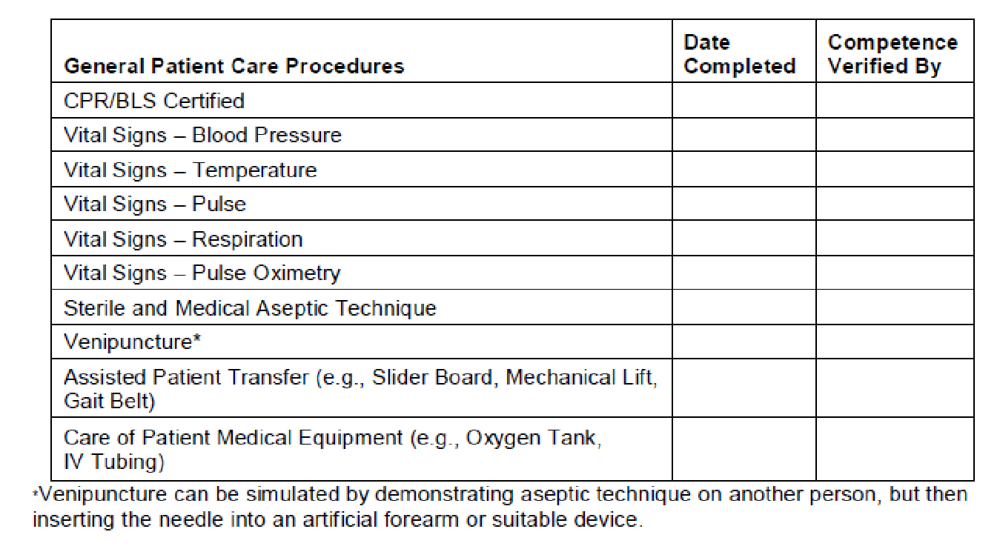 General Patient Care Procedures
Date
Completed
Competence
Verified By
CPR/BLS Certified
Vital Signs – Blood Pressure
Vital Signs – Temperature
Vital Signs – Pulse
Vital Signs – Respiration
Vital Signs – Pulse Oximetry
Sterile and Medical Aseptic Technique
Venipuncture*
Assisted Patient Transfer (e.g., Slider Board, Mechanical Lift,
Gait Belt)
Care of Patient Medical Equipment (e.g., Oxygen Tank,
IV Tubing)
*Venipuncture can be simulated by demonstrating aseptic technique on another person, but then
inserting the needle into an artificial forearm or suitable device.